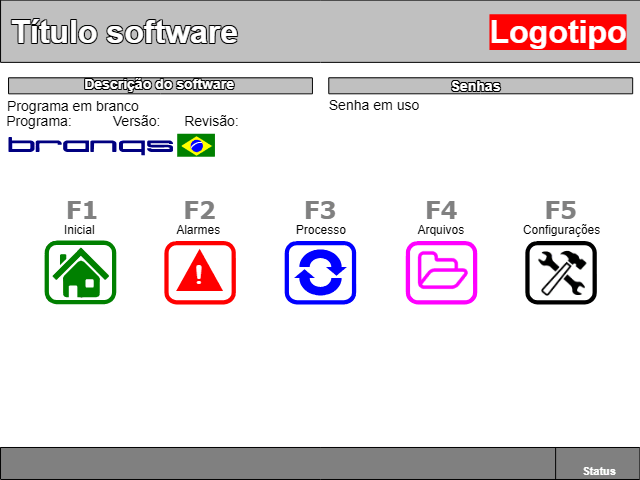 Título software
Logotipo
Descrição do software
Senhas
Programa em branco
Senha em uso
Programa: Versão: Revisão:
branqs
F1 F2 F3 F4 F5
Inicial Alarmes Processo Arquivos Configurações
Status